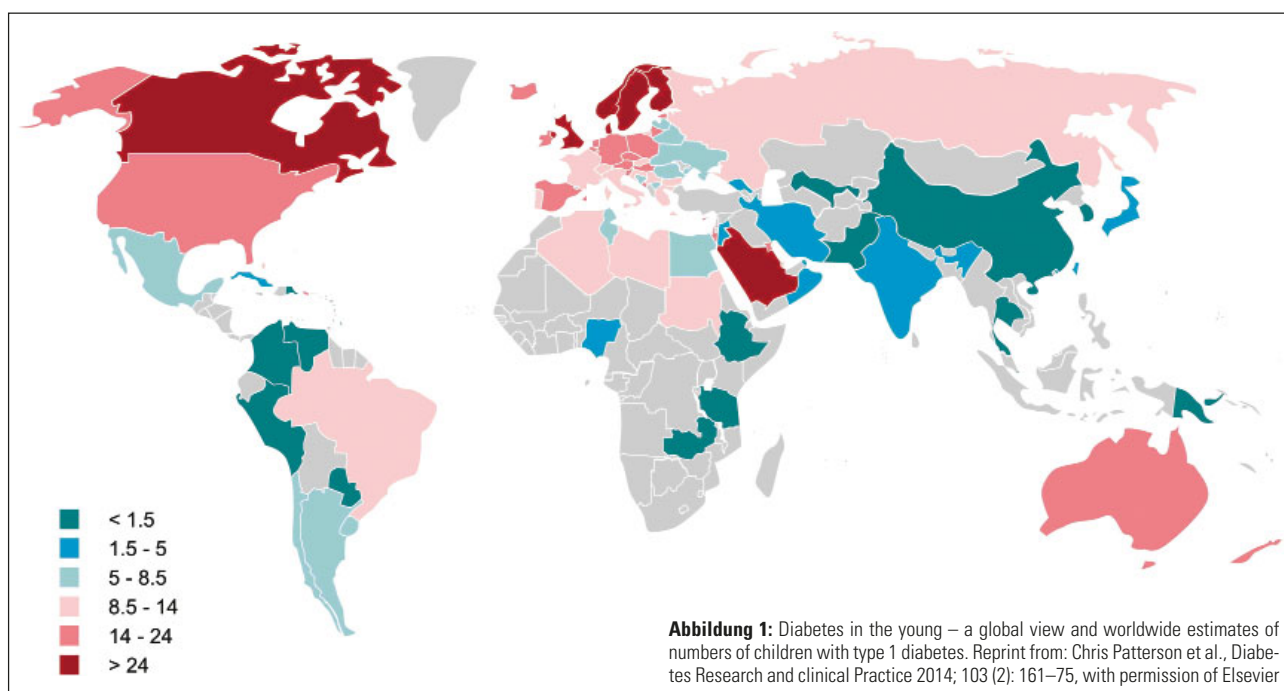 < 1.5
1.5 - 5
5 - 8.5
8.5 - 14
14 - 24
> 24
Abbildung 1: Diabetes in the young – a global view and worldwide estimates of
numbers of children with type 1 diabetes. Reprint from: Chris Patterson et al., Diabe-
tes Research and clinical Practice 2014; 103 (2): 161–75, with permission of Elsevier